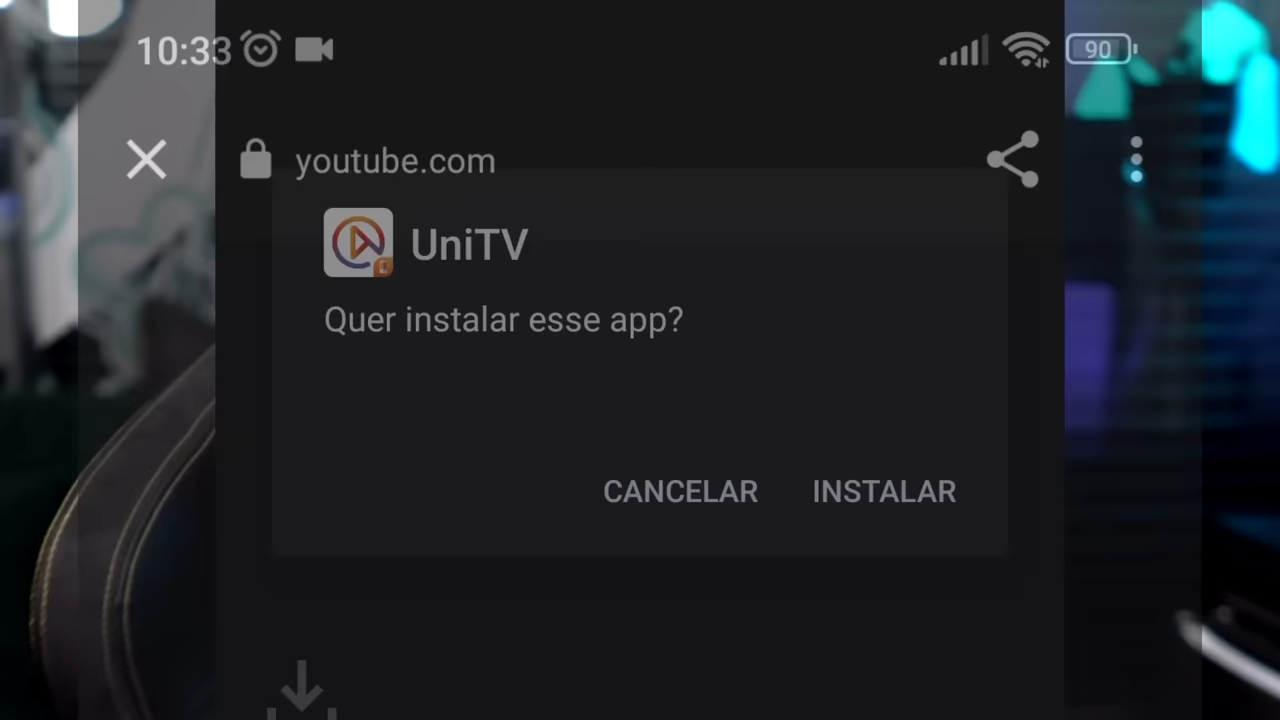 10:33
90
youtube.com
UniTV
Quer instalar esse app?
CANCELAR INSTALAR